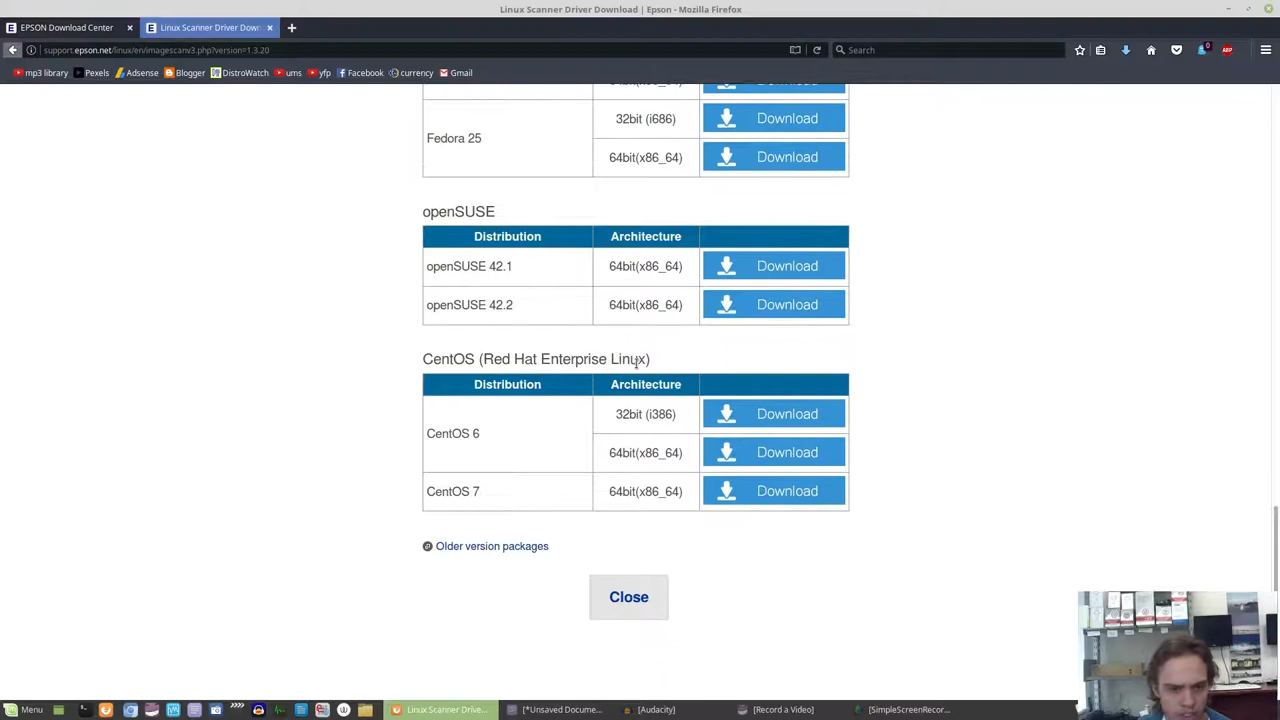 Linux Scanner Driver Download | Epson - Mozilla Firefox
EPSON Download Center
Linux Scanner Driver Down
support.epson.net/linux/en/imagescanv3.php?version=1.3.20
Search
0
ABP
mp3 library Pexels Adsense Blogger DistroWatch ums yfp Facebook currency Gmail
Fedora 25
32bit (i686) Download
64bit(x86_64) Download
openSUSE
Distribution Architecture
openSUSE 42.1 64bit(x86_64) Download
openSUSE 42.2 64bit(x86_64) Download
CentOS (Red Hat Enterprise Linux)
Distribution Architecture
CentOS 6
32bit (i386) Download
64bit(x86_64) Download
CentOS 7 64bit(x86_64) Download
Older version packages
Close
Menu
Linux Scanner Drive...
[*Unsaved Docume...
[Audacity]
[Record a Video]
[SimpleScreenRecor...